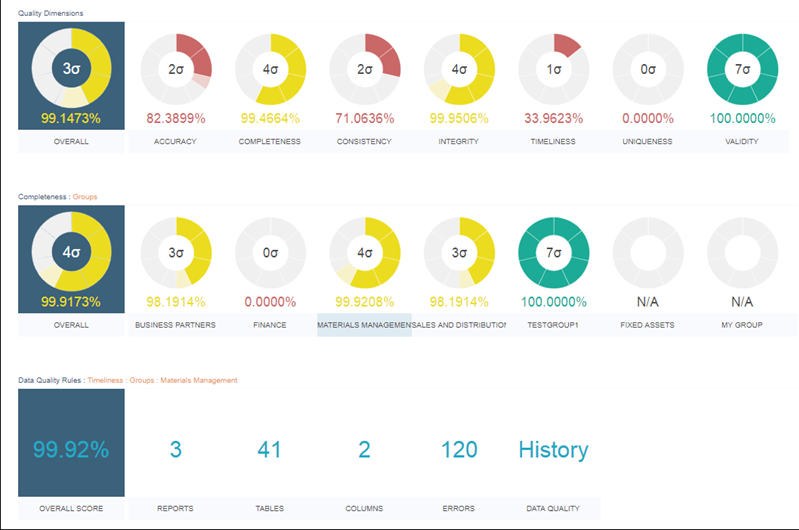 Quality Dimensions
3σ 2σ 4σ 2σ 4σ 1σ 0σ 7σ
99.1473% 82.3899% 99.4664% 71.0636% 99.9506% 33.9623% 0.0000% 100.0000%
OVERALL ACCURACY COMPLETENESS CONSISTENCY INTEGRITY TIMELINESS UNIQUENESS VALIDITY
Completeness : Groups
4σ 3σ 0σ 4σ 3σ 7σ
99.9173% 98.1914% 0.0000% 99.9208% 98.1914% 100.0000% N/A N/A
OVERALL BUSINESS PARTNERS FINANCE MATERIALS MANAGEMEN SALES AND DISTRIBUTION TESTGROUP1 FIXED ASSETS MY GROUP
Data Quality Rules : Timeliness : Groups : Materials Management
99.92% 3 41 2 120 History
OVERALL SCORE REPORTS TABLES COLUMNS ERRORS DATA QUALITY